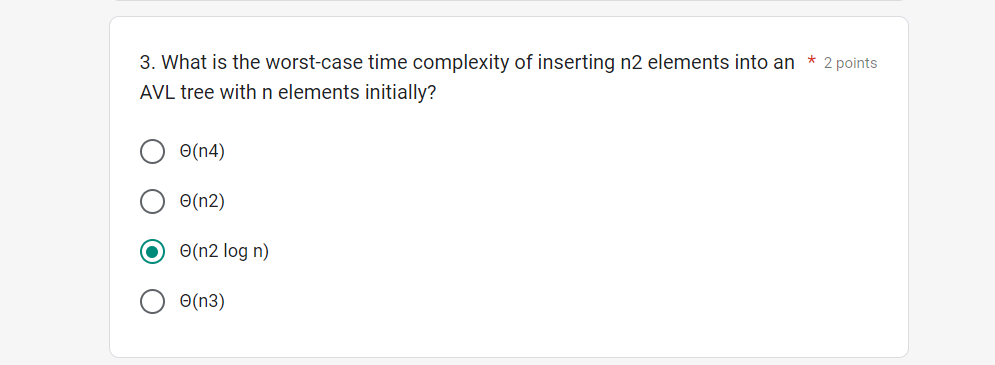 3. What is the worst-case time complexity of inserting n2 elements into an * 2 points
AVL tree with n elements initially?
Θ(n4)
Θ(n2)
Θ(n2 log n)
Θ(n3)